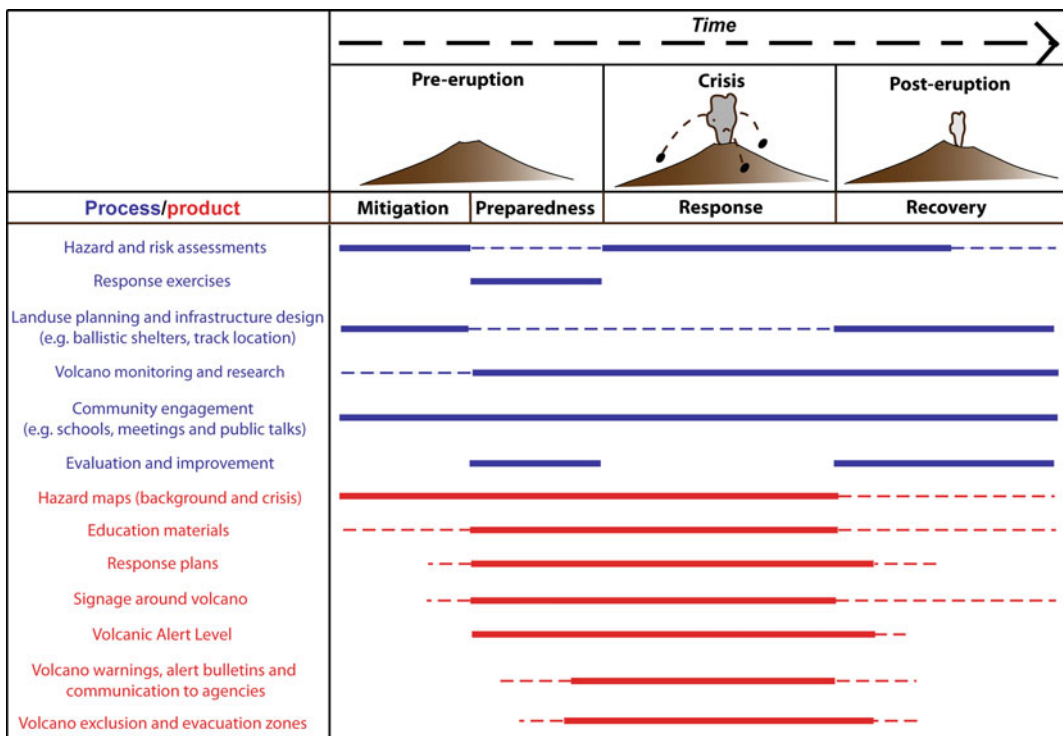 Time
Pre-eruption
Crisis
Post-eruption
Process/product
Mitigation
Preparedness
Response
Recovery
Hazard and risk assessments
Response exercises
Landuse planning and infrastructure design
(e.g. ballistic shelters, track location)
Volcano monitoring and research
Community engagement
(e.g. schools, meetings and public talks)
Evaluation and improvement
Hazard maps (background and crisis)
Education materials
Response plans
Signage around volcano
Volcanic Alert Level
Volcano warnings, alert bulletins and
communication to agencies
Volcano exclusion and evacuation zones